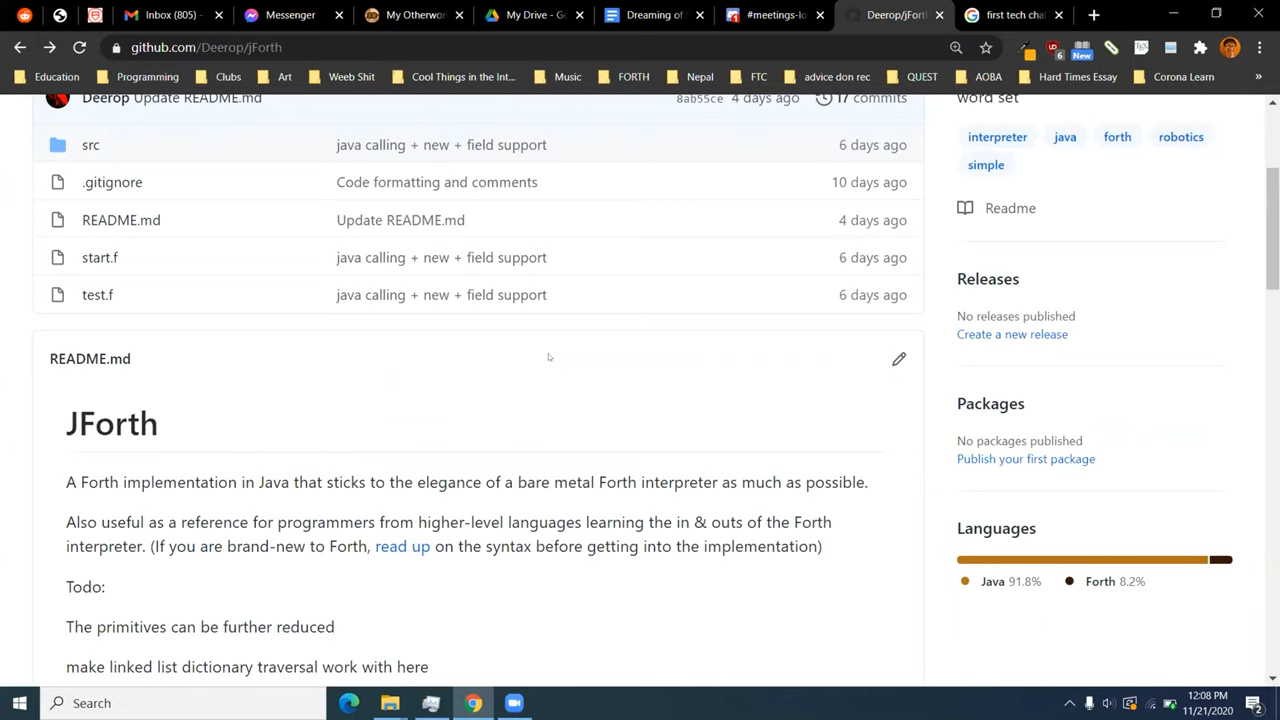 Inbox (805) -
Messenger
My Otherwor
My Drive - Go
Dreaming of
#meetings-lo
Deerop/jForth
first tech chal
github.com/Deerop/jForth
6
New
Education
Programming
Clubs
Art
Weeb Shit
Cool Things in the Int...
Music
FORTH
Nepal
FTC
advice don rec
QUEST
AOBA
Hard Times Essay
Corona Learn
»
Deerop Update README.md
8ab55ce 4 days ago
17 commits
src
java calling + new + field support
6 days ago
.gitignore
Code formatting and comments
10 days ago
README.md
Update README.md
4 days ago
start.f
java calling + new + field support
6 days ago
test.f
java calling + new + field support
6 days ago
README.md
JForth
A Forth implementation in Java that sticks to the elegance of a bare metal Forth interpreter as much as possible.
Also useful as a reference for programmers from higher-level languages learning the in & outs of the Forth
interpreter. (If you are brand-new to Forth, read up on the syntax before getting into the implementation)
Todo:
The primitives can be further reduced
make linked list dictionary traversal work with here
word set
interpreter
java
forth
robotics
simple
Readme
Releases
No releases published
Create a new release
Packages
No packages published
Publish your first package
Languages
Java 91.8%
Forth 8.2%
Search
12:08 PM
11/21/2020
2